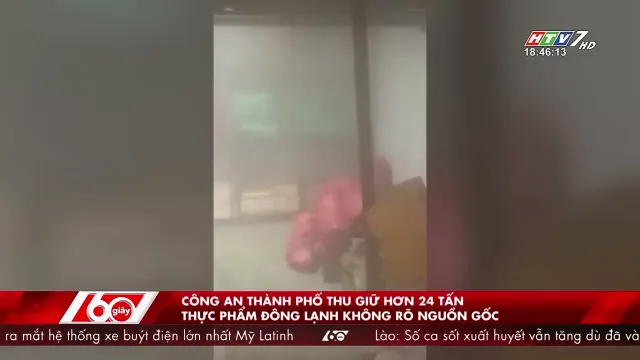 HTV7 HD
18:46:13
60 giây
CÔNG AN THÀNH PHỐ THU GIỮ HƠN 24 TẤN
THỰC PHẨM ĐÔNG LẠNH KHÔNG RÕ NGUỒN GỐC
ra mắt hệ thống xe buýt điện lớn nhất Mỹ Latinh 60 Lào: Số ca sốt xuất huyết vẫn tăng dù đã và